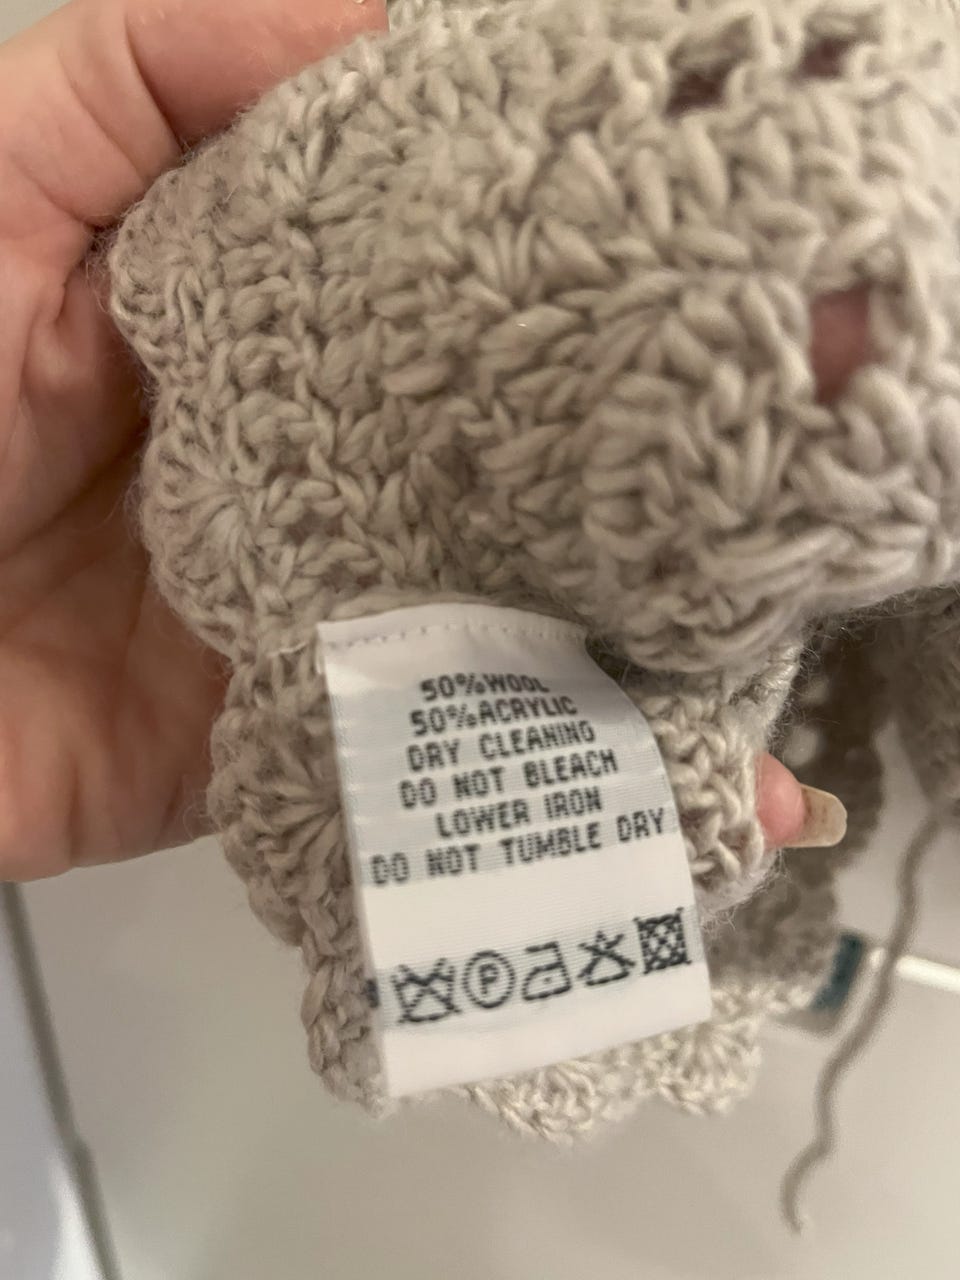 50%WOOL
50%ACRYLIC
DRY CLEANING
DO NOT BLEACH
LOWER IRON
DO NOT TUMBLE DRY
P